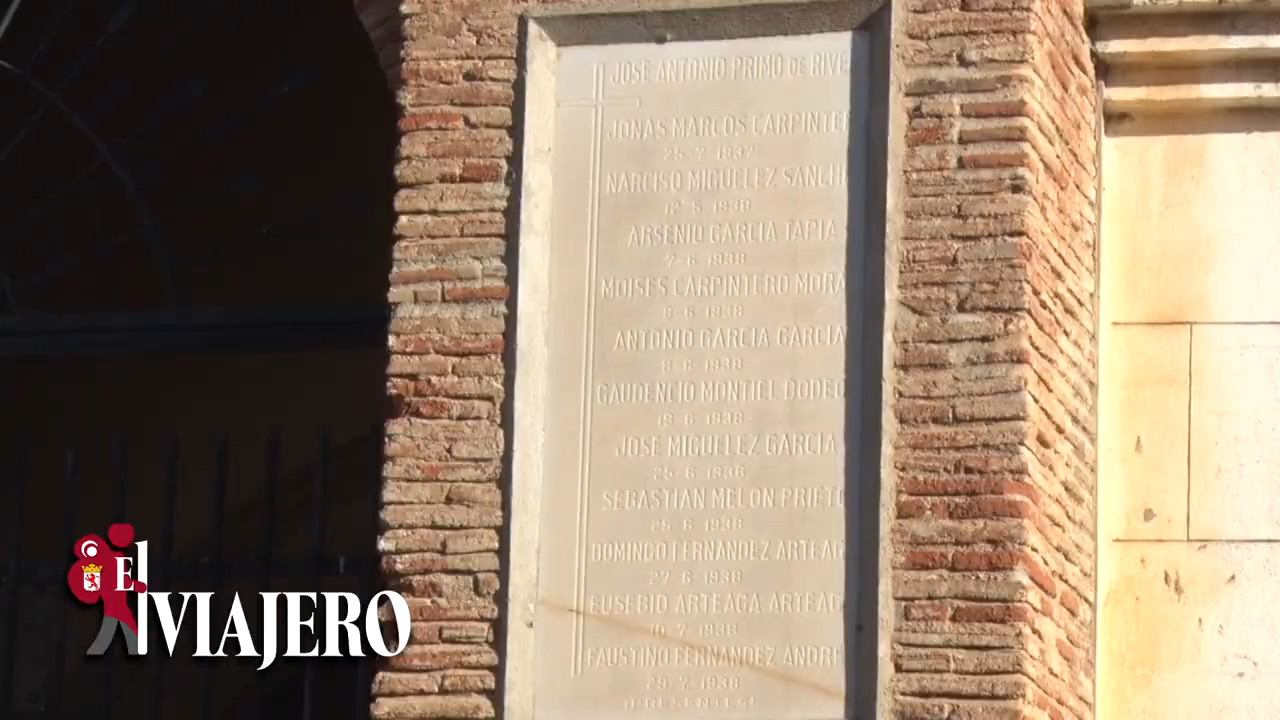 JOSE ANTONIO PRIMO DE RIVE
JONAS MARCOS CARPINTE
25-7-1937
NARCISO MIGUELEZ SANCH
12-5-1938
ARSENIO GARCIA TAPIA
7-6-1938
MOISES CARPINTERO MORA
8-6-1938
ANTONIO GARCIA GARCIA
8-6-1938
GAUDENCIO MONTIEL BODEG
19-6-1938
JOSE MIGUELEZ GARCIA
25-6-1938
SEBASTIAN MELON PRIETO
25-6-1938
DOMINGO FERNANDEZ ARTEAG
27-6-1938
EUSEBIO ARTEAGA ARTEAG
10-7-1938
FAUSTINO FERNANDEZ ANDRE
29-7-1938
¡PRESENTES!
El VIAJERO